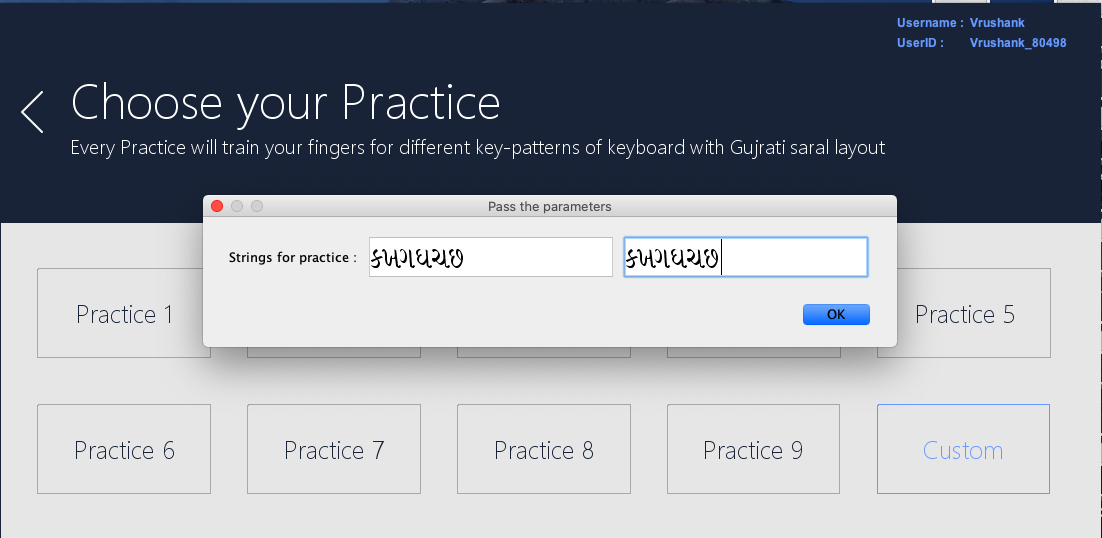 Username : Vrushank
UserID : Vrushank_80498
Choose your Practice
Every Practice will train your fingers for different key-patterns of keyboard with Gujrati saral layout
Pass the parameters
Strings for practice : કખગઘચછ કખગઘચછ
OK
Practice 1 Practice 5
Practice 6 Practice 7 Practice 8 Practice 9 Custom